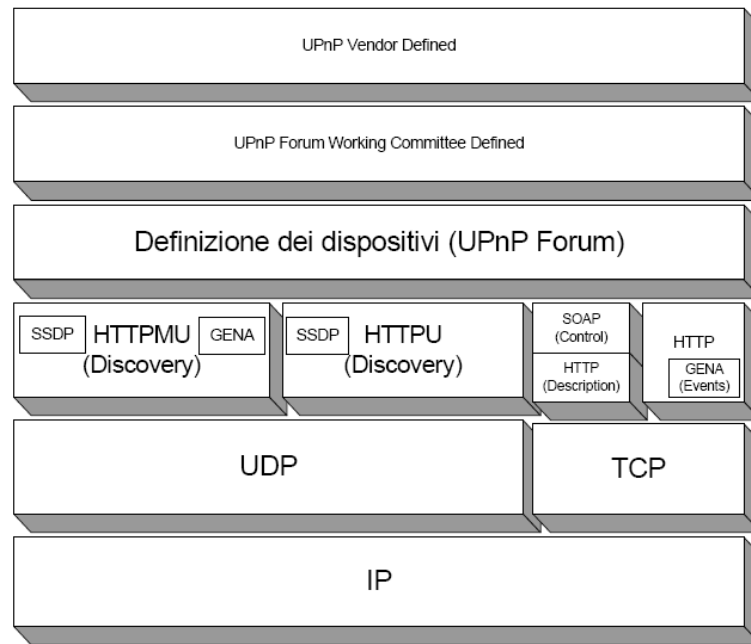 UPnP Vendor Defined
UPnP Forum Working Committee Defined
Definizione dei dispositivi (UPnP Forum)
SSDP
HTTPMU
(Discovery)
GENA
SSDP
HTTPU
(Discovery)
SOAP
(Control)
HTTP
(Description)
HTTP
GENA
(Events)
UDP
TCP
IP